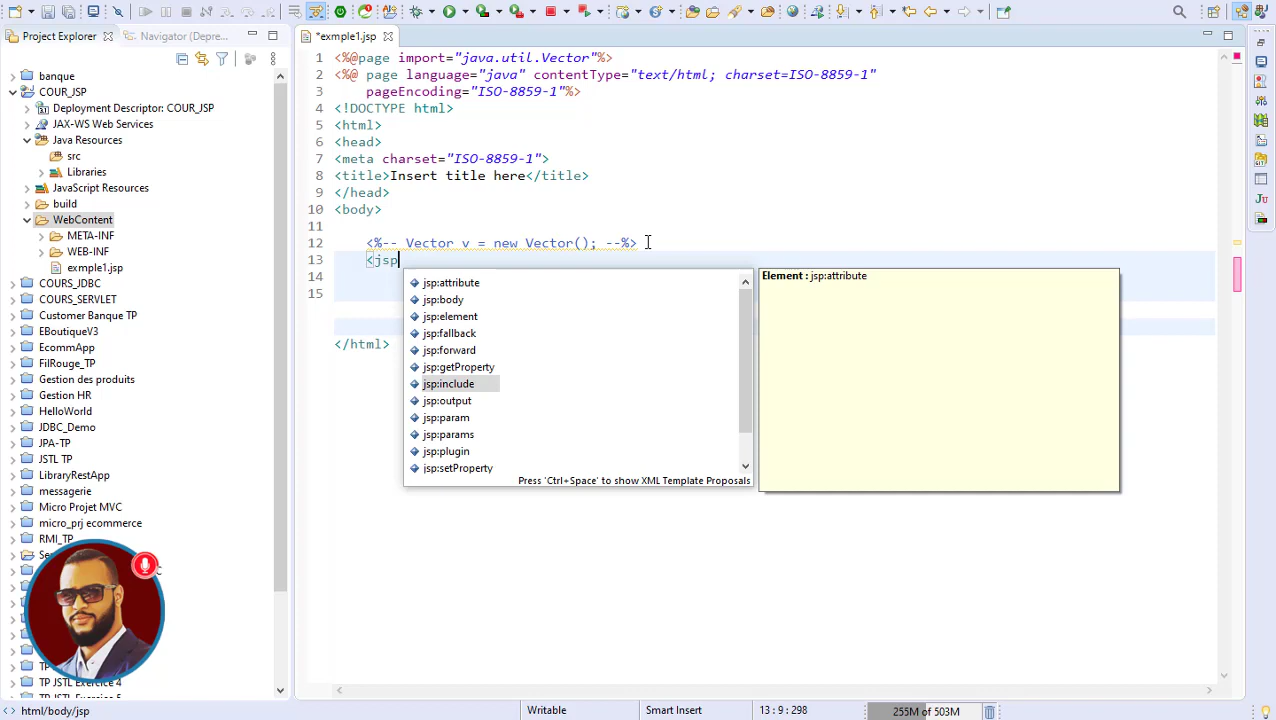 Project Explorer
Navigator (Depre...
*exmple1.jsp
banque
COUR_JSP
Deployment Descriptor: COUR_JSP
JAX-WS Web Services
Java Resources
src
Libraries
JavaScript Resources
build
WebContent
META-INF
WEB-INF
exmple1.jsp
COURS_JDBC
COURS_SERVLET
Customer Banque TP
EBoutiqueV3
EcommApp
FilRouge_TP
Gestion des produits
Gestion HR
HelloWorld
JDBC_Demo
JPA-TP
JSTL TP
LibraryRestApp
messagerie
Micro Projet MVC
micro_prj ecommerce
RMI_TP
TP JSTL Exercice 4
1 <%@page import="java.util.Vector"%>
2 <%@ page language="java" contentType="text/html; charset=ISO-8859-1"
3 pageEncoding="ISO-8859-1"%>
4 <!DOCTYPE html>
5 <html>
6 <head>
7 <meta charset="ISO-8859-1">
8 <title>Insert title here</title>
9 </head>
10 <body>
11
12 <%-- Vector v = new Vector(); --%>
13 <jsp
14
15
</html>
jsp:attribute
jsp:body
jsp:element
jsp:fallback
jsp:forward
jsp:getProperty
jsp:include
jsp:output
jsp:param
jsp:params
jsp:plugin
jsp:setProperty
Press 'Ctrl+Space' to show XML Template Proposals
Element : jsp:attribute
html/body/jsp
Writable
Smart Insert
13 : 9 : 298
255M of 503M